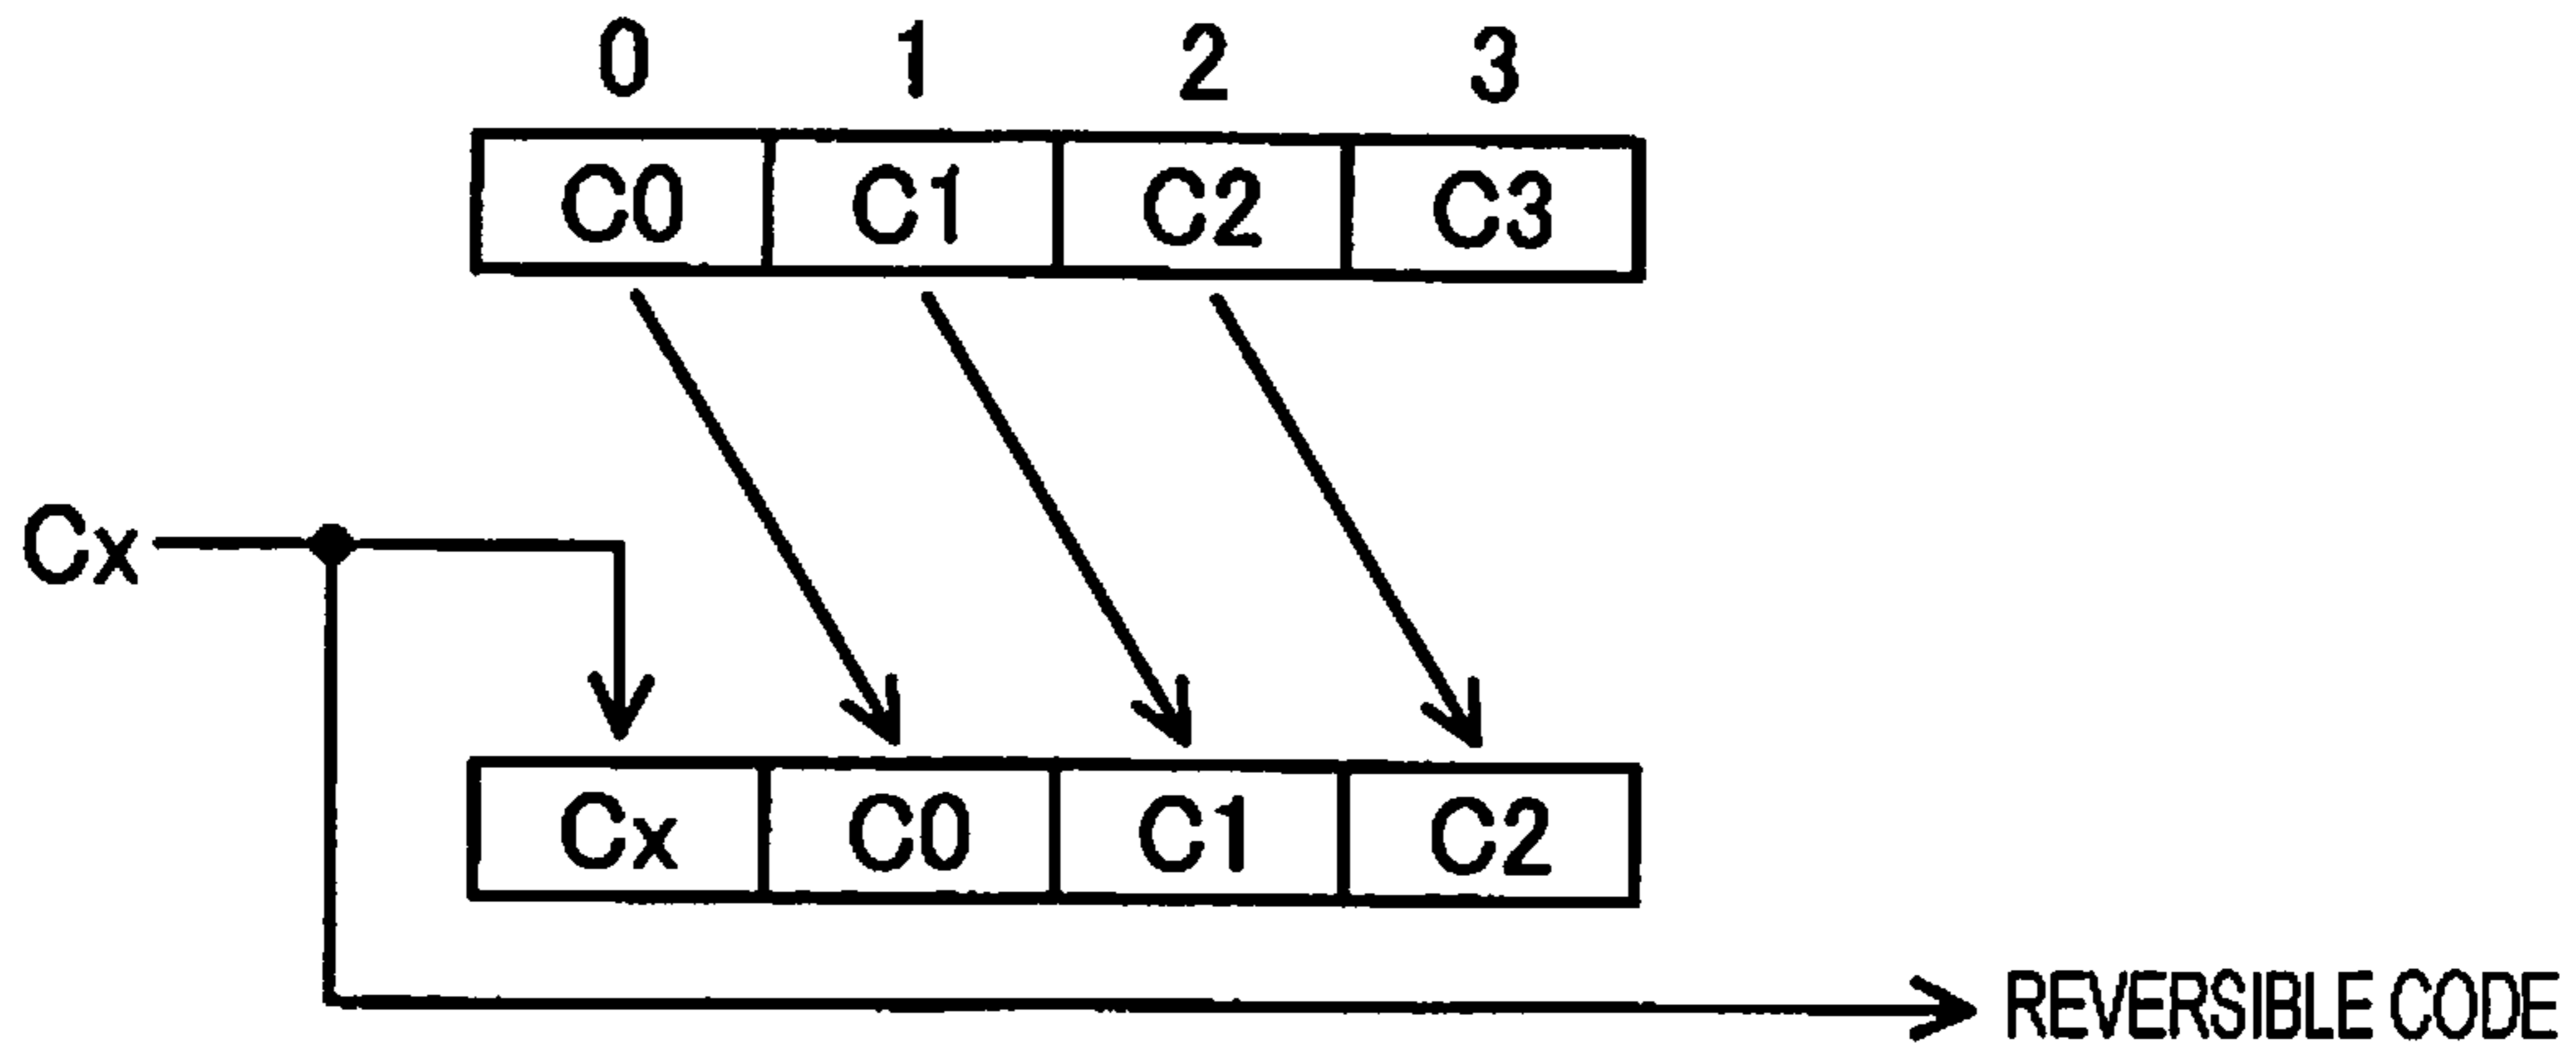 0 1 2 3
C0 C1 C2 C3
Cx
Cx C0 C1 C2
REVERSIBLE CODE